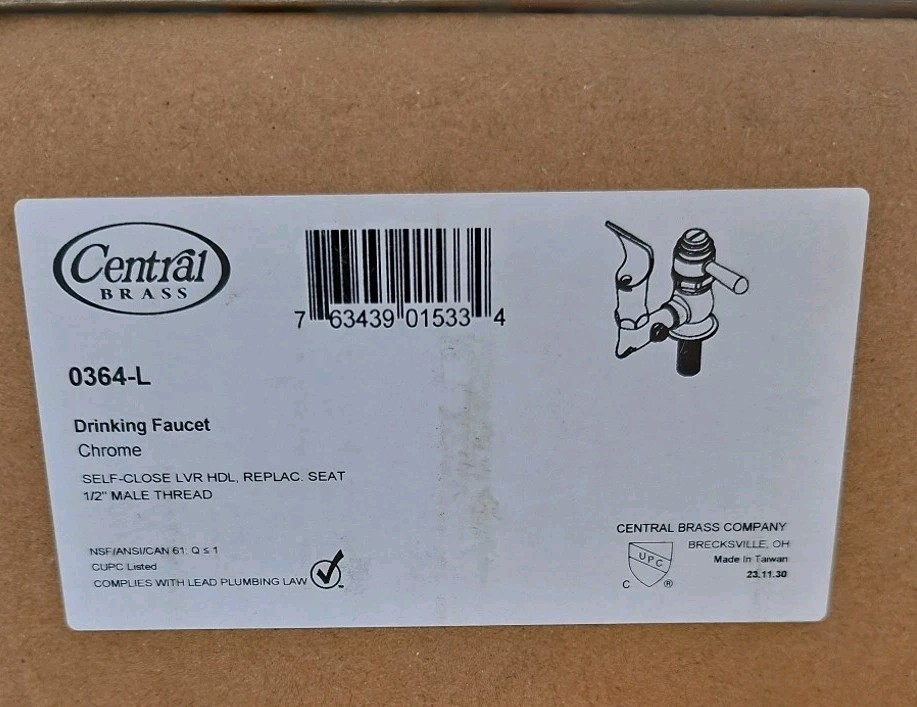 Central
BRASS
7 63439 01533 4
0364-L
Drinking Faucet
Chrome
SELF-CLOSE LVR HDL, REPLAC. SEAT
1/2" MALE THREAD
NSF/ANSI/CAN 61: Q ≤ 1
CUPC Listed
COMPLIES WITH LEAD PLUMBING LAW
CENTRAL BRASS COMPANY
BRECKSVILLE, OH
Made In Taiwan
23.11.30
UPC
C ®